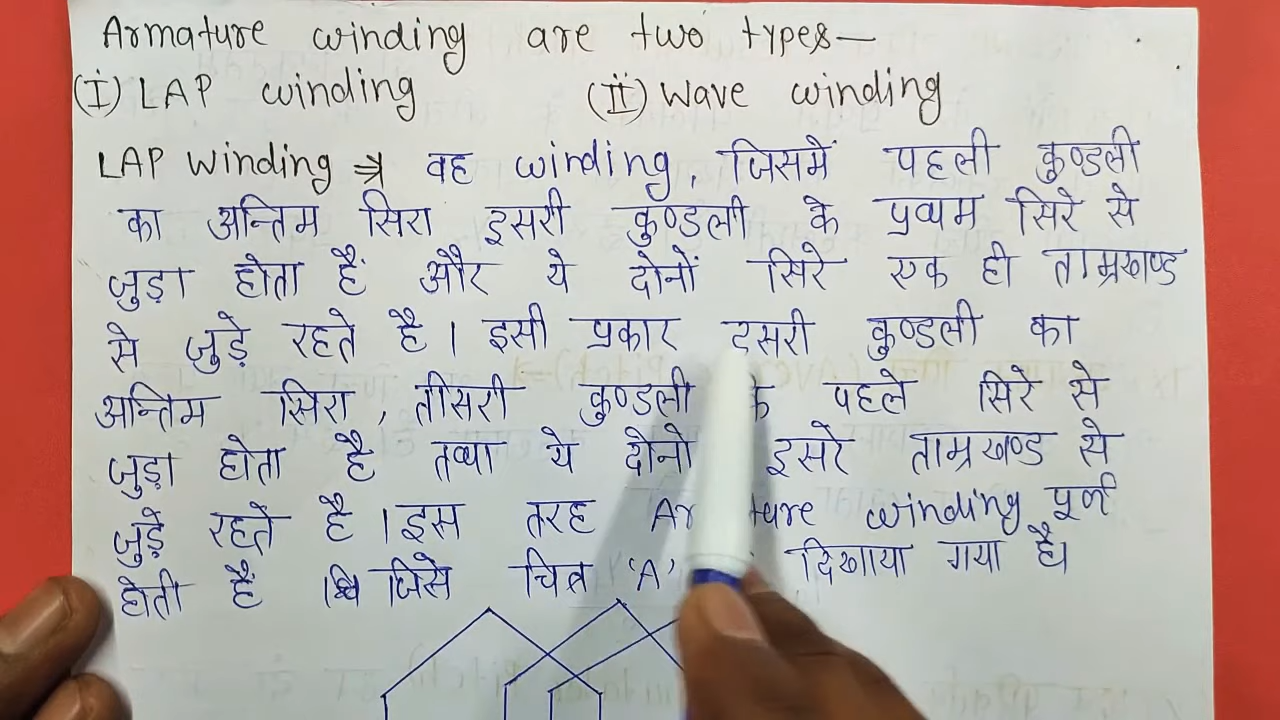 Armature winding are two types—
(i) LAP winding (ii) Wave winding
LAP Winding ⇒ वह winding, जिसमें पहली कुण्डली
का अन्तिम सिरा दूसरी कुण्डली के प्रथम सिरे से
जुड़ा होता हैं और ये दोनों सिरे एक ही ताम्रखण्ड
से जुड़े रहते है। इसी प्रकार दूसरी कुण्डली का
अन्तिम सिरा, तीसरी कुण्डली के पहले सिरे से
जुड़ा होता है तथा ये दोनो दूसरे ताम्रखण्ड से
जुड़े रहते है। इस तरह winding पूर्ण
होती हैं जिसे चित्र 'A' दिखाया गया है।